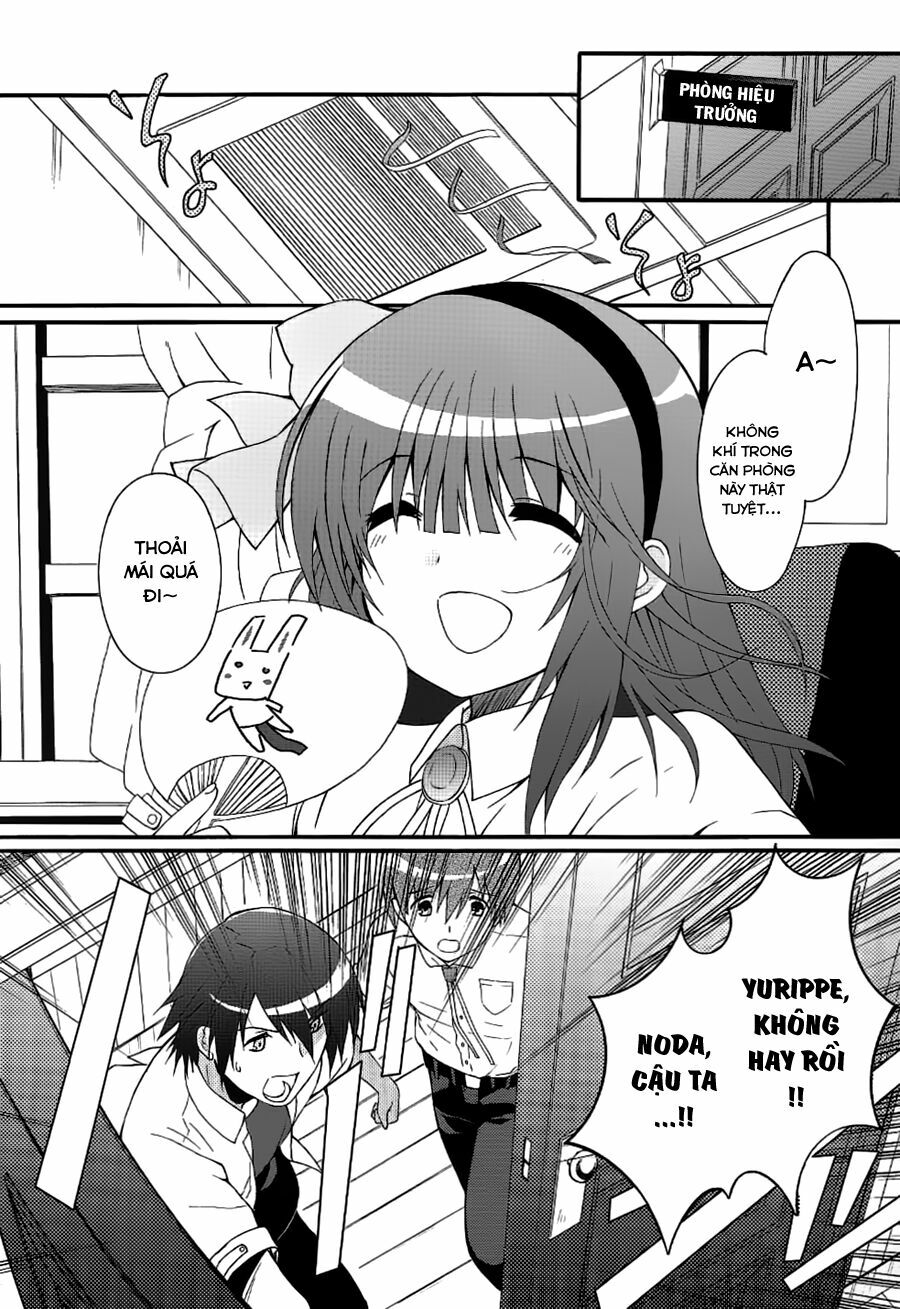 PHÒNG HIỆU
TRƯỞNG
A~
KHÔNG
KHÍ TRONG
CĂN PHÒNG
NÀY THẬT
TUYỆT...
THOẢI
MÁI QUÁ
ĐI~
YURIPPE,
KHÔNG
HAY RỒI
!!
NODA,
CẬU TA
...!!